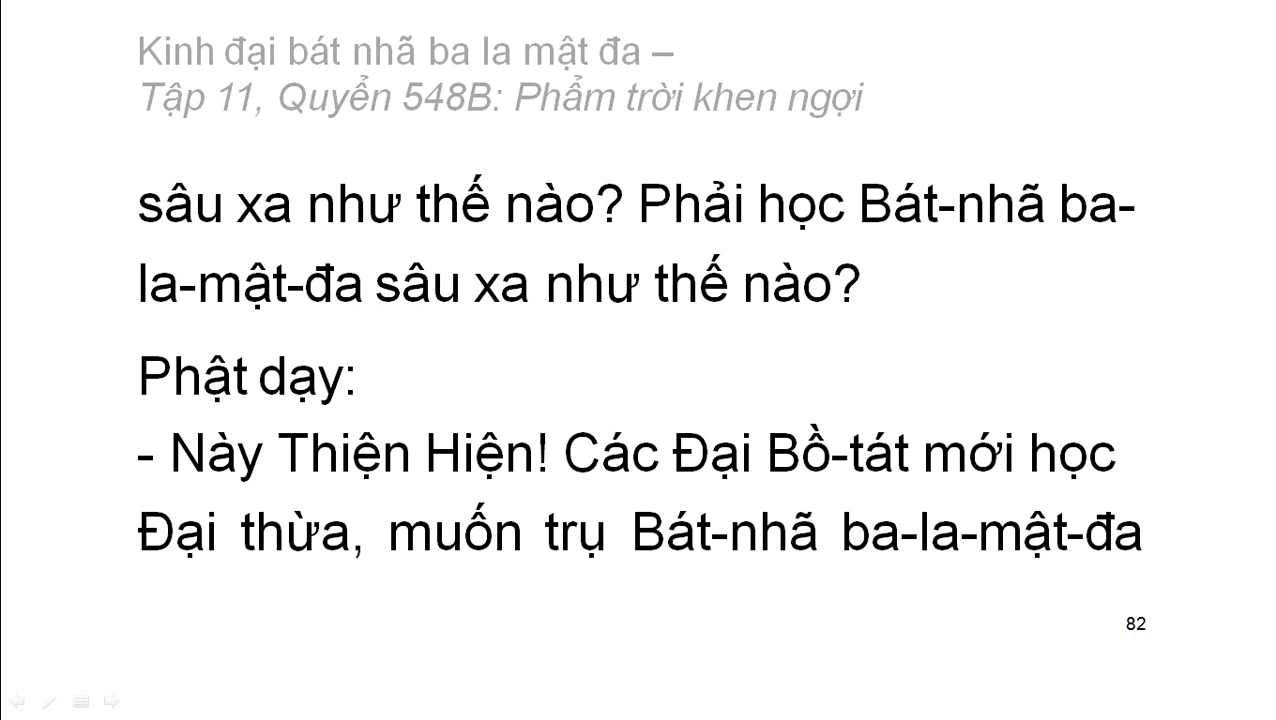 Kinh đại bát nhã ba la mật đa –
Tập 11, Quyển 548B: Phẩm trời khen ngợi
sâu xa như thế nào? Phải học Bát-nhã ba-
la-mật-đa sâu xa như thế nào?
Phật dạy:
- Này Thiện Hiện! Các Đại Bồ-tát mới học
Đại thừa, muốn trụ Bát-nhã ba-la-mật-đa
82